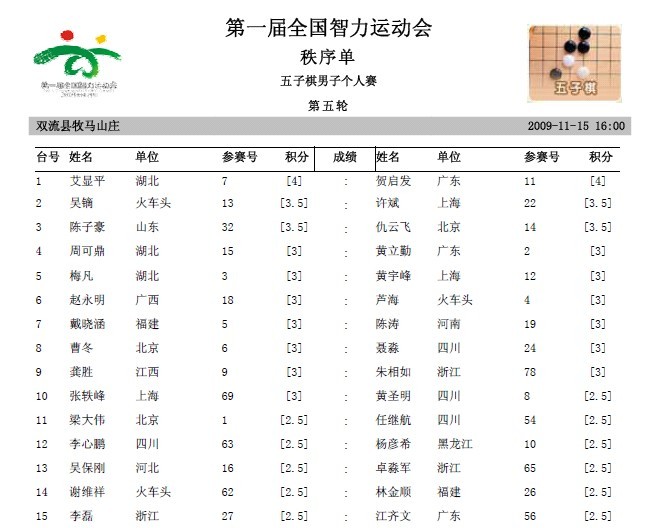 第一届全国智力运动会
秩序单
五子棋男子个人赛
第五轮
第一届全国智力运动会
五子棋
双流县牧马山庄 2009-11-15 16:00
台号 姓名 单位 参赛号 积分 成绩 姓名 单位 参赛号 积分
1 艾显平 湖北 7 [4] : 贺启发 广东 11 [4]
2 吴镝 火车头 13 [3.5] : 许斌 上海 22 [3.5]
3 陈子豪 山东 32 [3.5] : 仇云飞 北京 14 [3.5]
4 周可鼎 湖北 15 [3] : 黄立勤 广东 2 [3]
5 梅凡 湖北 3 [3] : 黄宇峰 上海 12 [3]
6 赵永明 广西 18 [3] : 芦海 火车头 4 [3]
7 戴晓涵 福建 5 [3] : 陈涛 河南 19 [3]
8 曹冬 北京 6 [3] : 聂淼 四川 24 [3]
9 龚胜 江西 9 [3] : 朱相如 浙江 78 [3]
10 张轶峰 上海 69 [3] : 黄圣明 四川 8 [2.5]
11 梁大伟 北京 1 [2.5] : 任继航 四川 54 [2.5]
12 李心鹏 四川 63 [2.5] : 杨彦希 黑龙江 10 [2.5]
13 吴保刚 河北 16 [2.5] : 卓淼军 浙江 65 [2.5]
14 谢维祥 火车头 62 [2.5] : 林金顺 福建 26 [2.5]
15 李磊 浙江 27 [2.5] : 江齐文 广东 56 [2.5]